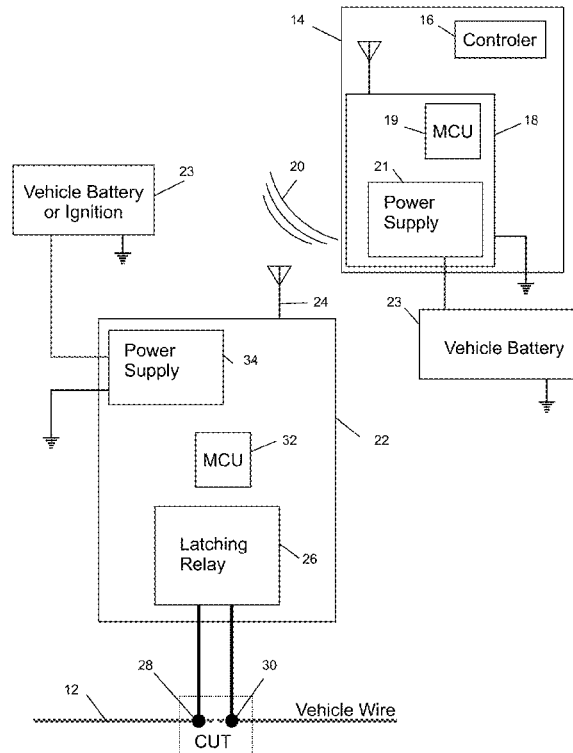 14
16
Controler
19
MCU
18
21
Power
Supply
20
23
Vehicle Battery
or Ignition
24
23
Vehicle Battery
Power
Supply
34
32
MCU
22
Latching
Relay
26
28
30
12
Vehicle Wire
CUT